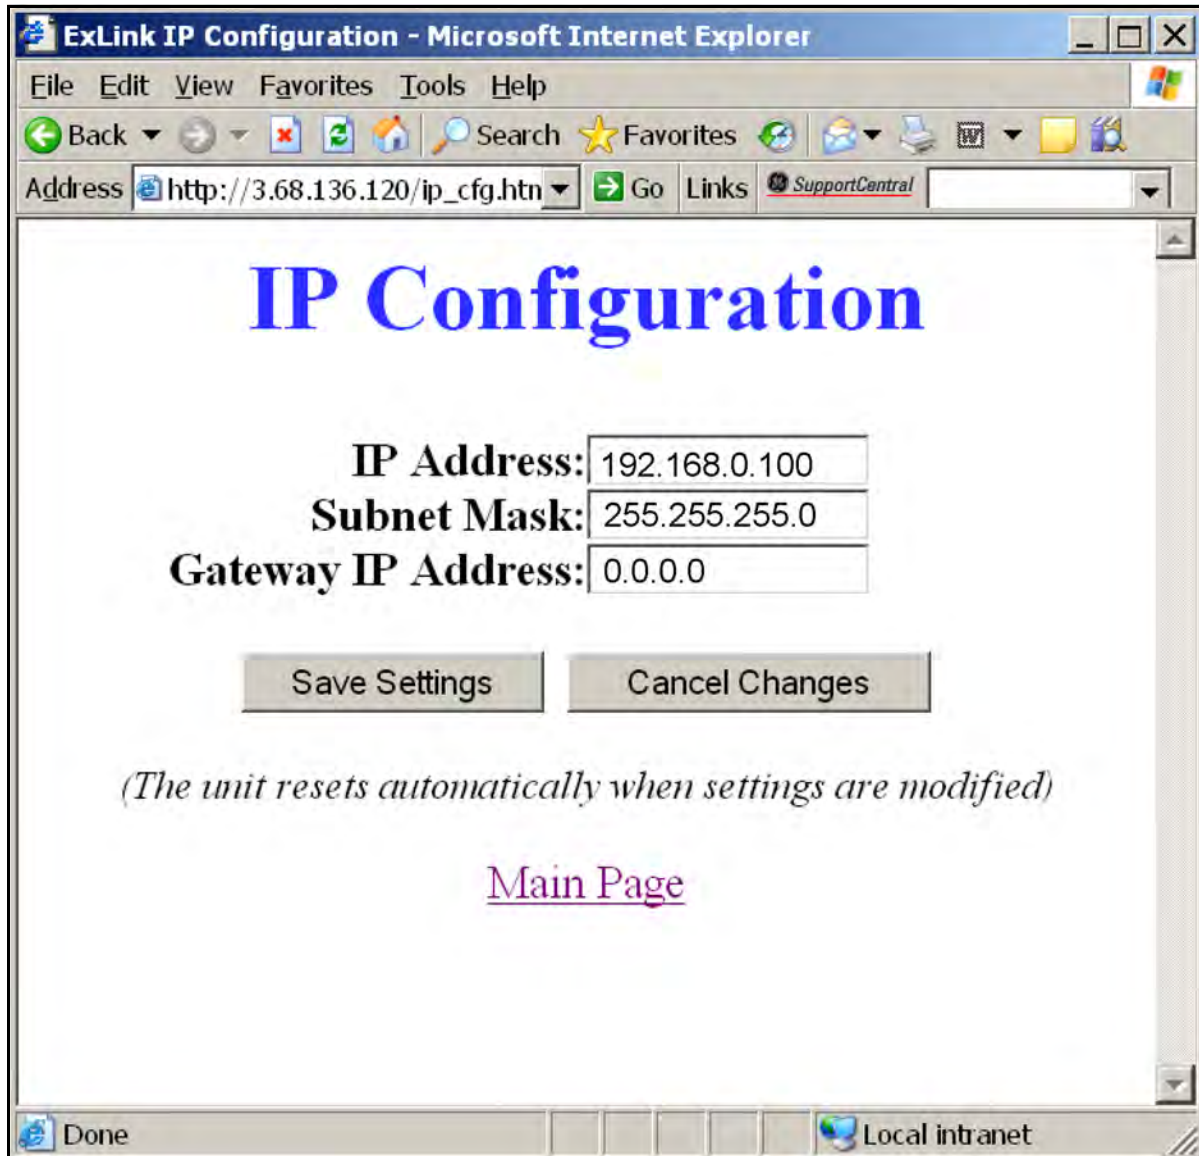 ExLink IP Configuration - Microsoft Internet Explorer
File Edit View Favorites Tools Help
Back Search Favorites
Address http://3.68.136.120/ip_cfg.htn Go Links SupportCentral
IP Configuration
IP Address: 192.168.0.100
Subnet Mask: 255.255.255.0
Gateway IP Address: 0.0.0.0
Save Settings Cancel Changes
(The unit resets automatically when settings are modified)
Main Page
Done Local intranet